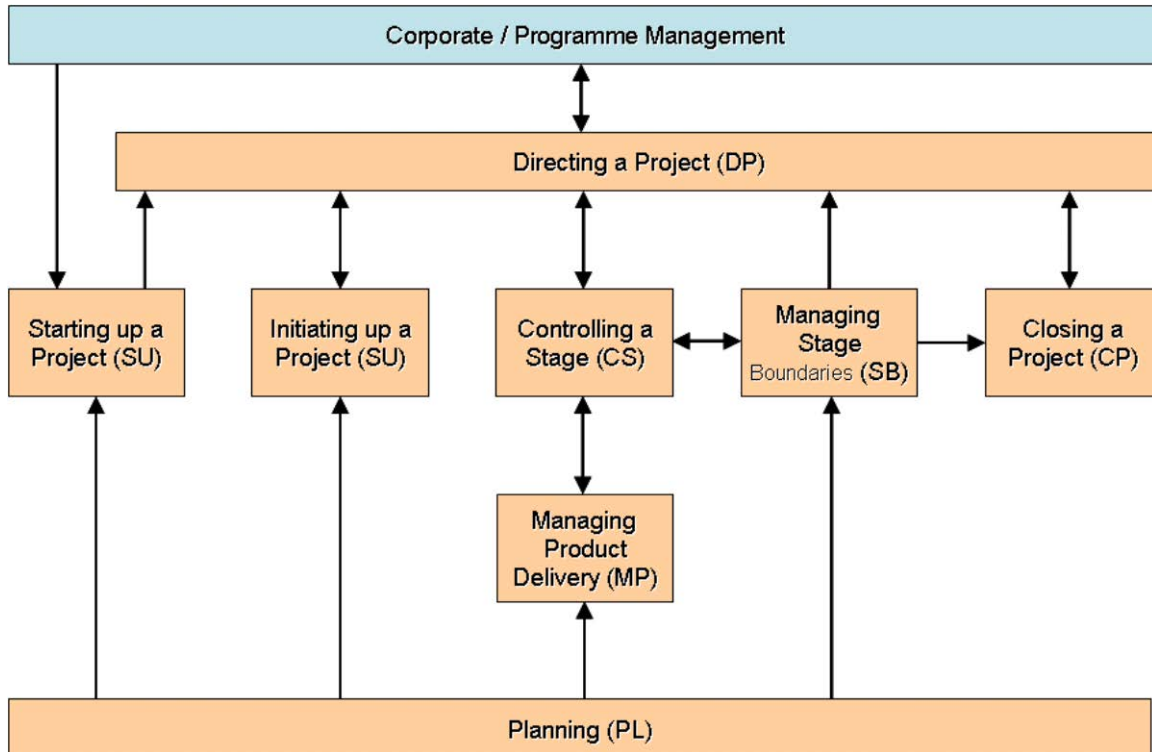 Corporate / Programme Management
Directing a Project (DP)
Starting up a
Project (SU)
Initiating up a
Project (SU)
Controlling a
Stage (CS)
Managing
Stage
Boundaries (SB)
Closing a
Project (CP)
Managing
Product
Delivery (MP)
Planning (PL)